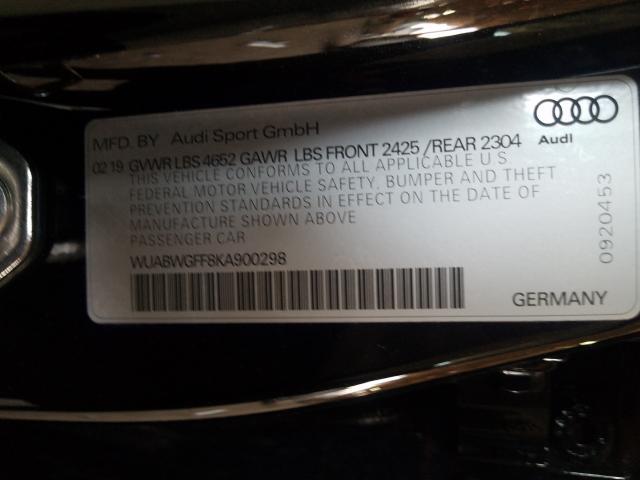 MFD. BY Audi Sport GmbH
Audi
02 19 GVWR LBS 4652 GAWR LBS FRONT 2425 /REAR 2304
THIS VEHICLE CONFORMS TO ALL APPLICABLE U S
FEDERAL MOTOR VEHICLE SAFETY, BUMPER AND THEFT
PREVENTION STANDARDS IN EFFECT ON THE DATE OF
MANUFACTURE SHOWN ABOVE
PASSENGER CAR
WUABWGFF8KA900298
0920453
GERMANY